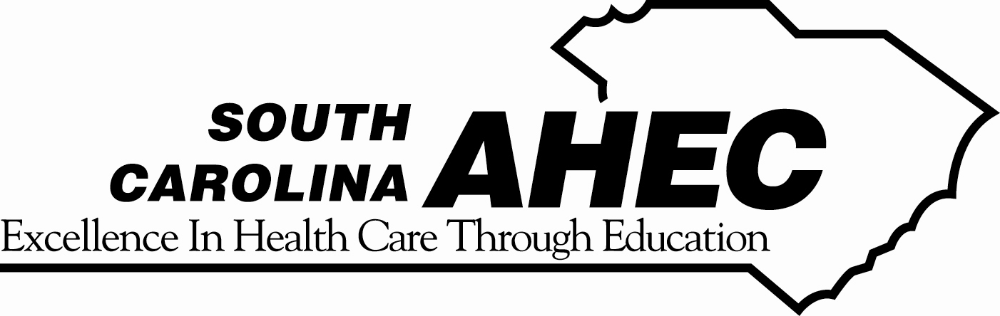 SOUTH
CAROLINA AHEC
Excellence In Health Care Through Education